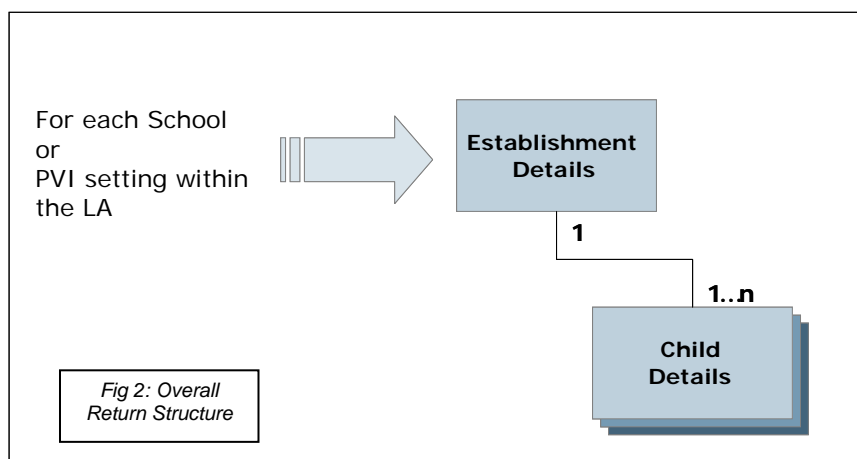 For each School
or
PVI setting within
the LA
Establishment
Details
1
1...n
Child
Details
Fig 2: Overall
Return Structure